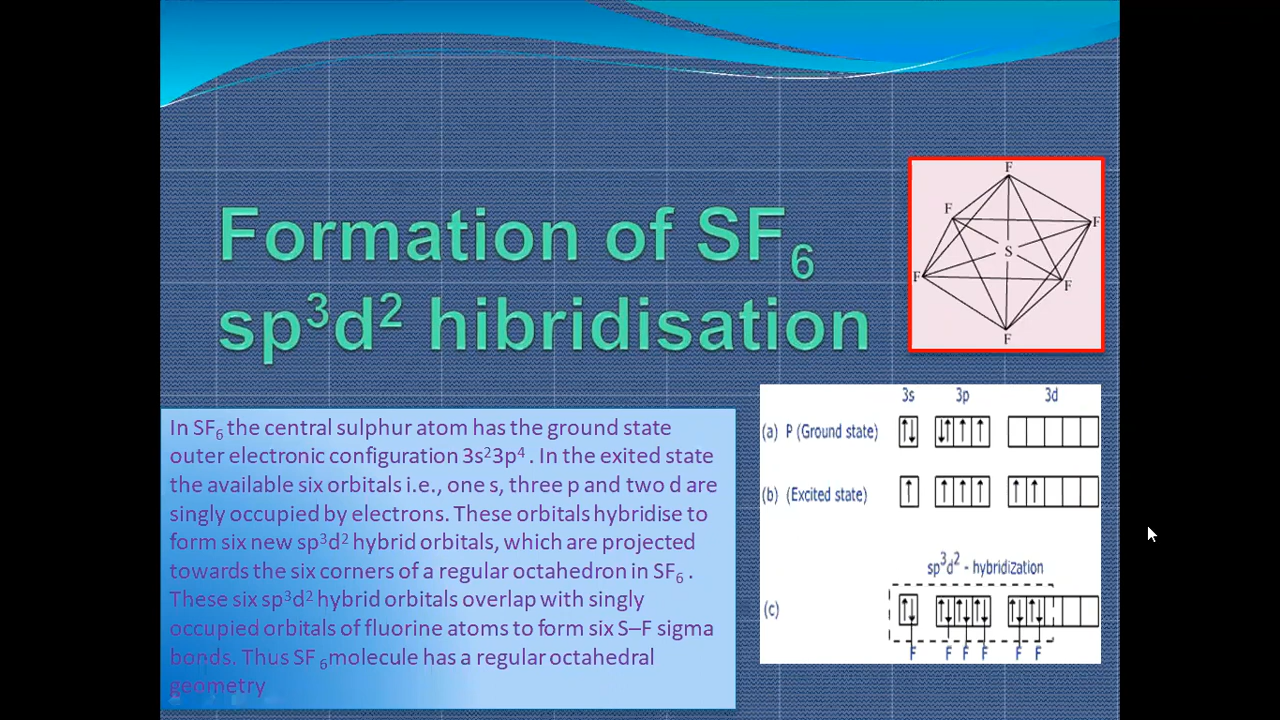 Formation of SF6
sp3d2 hibridisation
F
F
F
S
F
F
F
In SF6 the central sulphur atom has the ground state
outer electronic configuration 3s23p4 . In the exited state
the available six orbitals i.e., one s, three p and two d are
singly occupied by electrons. These orbitals hybridise to
form six new sp3d2 hybrid orbitals, which are projected
towards the six corners of a regular octahedron in SF6 .
These six sp3d2 hybrid orbitals overlap with singly
occupied orbitals of fluorine atoms to form six S–F sigma
bonds. Thus SF 6molecule has a regular octahedral
geometry
3s 3p 3d
(a) P (Ground state)
(b) (Excited state)
sp3d2 - hybridization
(c)
F F F F F F